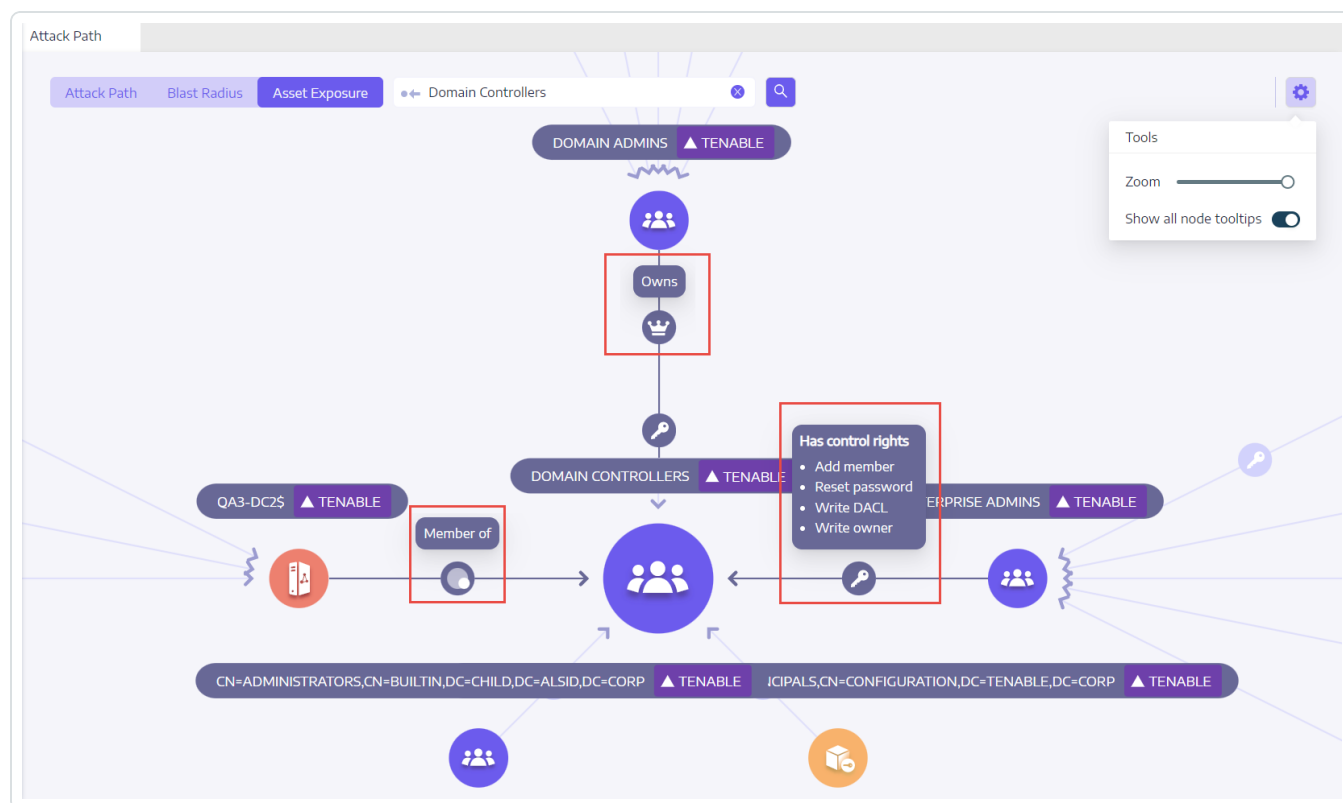 Attack Path
Attack Path Blast Radius Asset Exposure Domain Controllers
DOMAIN ADMINS TENABLE
Tools
Zoom
Show all node tooltips
Owns
Has control rights
Add member
Reset password
Write DACL
Write owner
DOMAIN CONTROLLERS TENABLE
QA3-DC2$ TENABLE
ERPRISE ADMINS TENABLE
Member of
CN=ADMINISTRATORS,CN=BUILTIN,DC=CHILD,DC=ALSID,DC=CORP TENABLE
CIPALS,CN=CONFIGURATION,DC=TENABLE,DC=CORP TENABLE